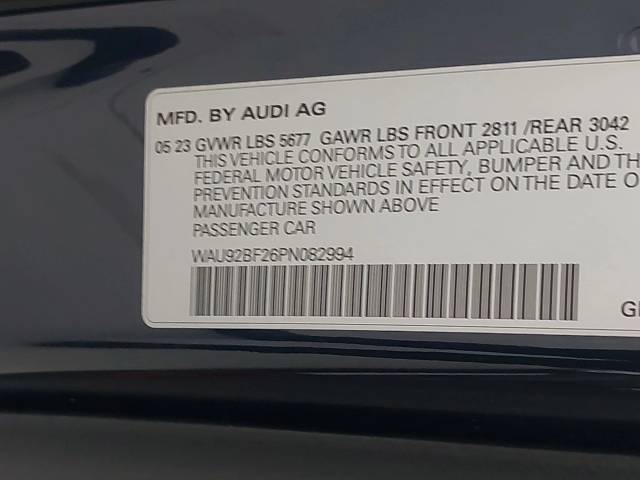 MFD. BY AUDI AG
05 23 GVWR LBS 5677 GAWR LBS FRONT 2811 /REAR 3042
THIS VEHICLE CONFORMS TO ALL APPLICABLE U.S.
FEDERAL MOTOR VEHICLE SAFETY, BUMPER AND TH
PREVENTION STANDARDS IN EFFECT ON THE DATE O
MANUFACTURE SHOWN ABOVE
PASSENGER CAR
WAU92BF26PN082994